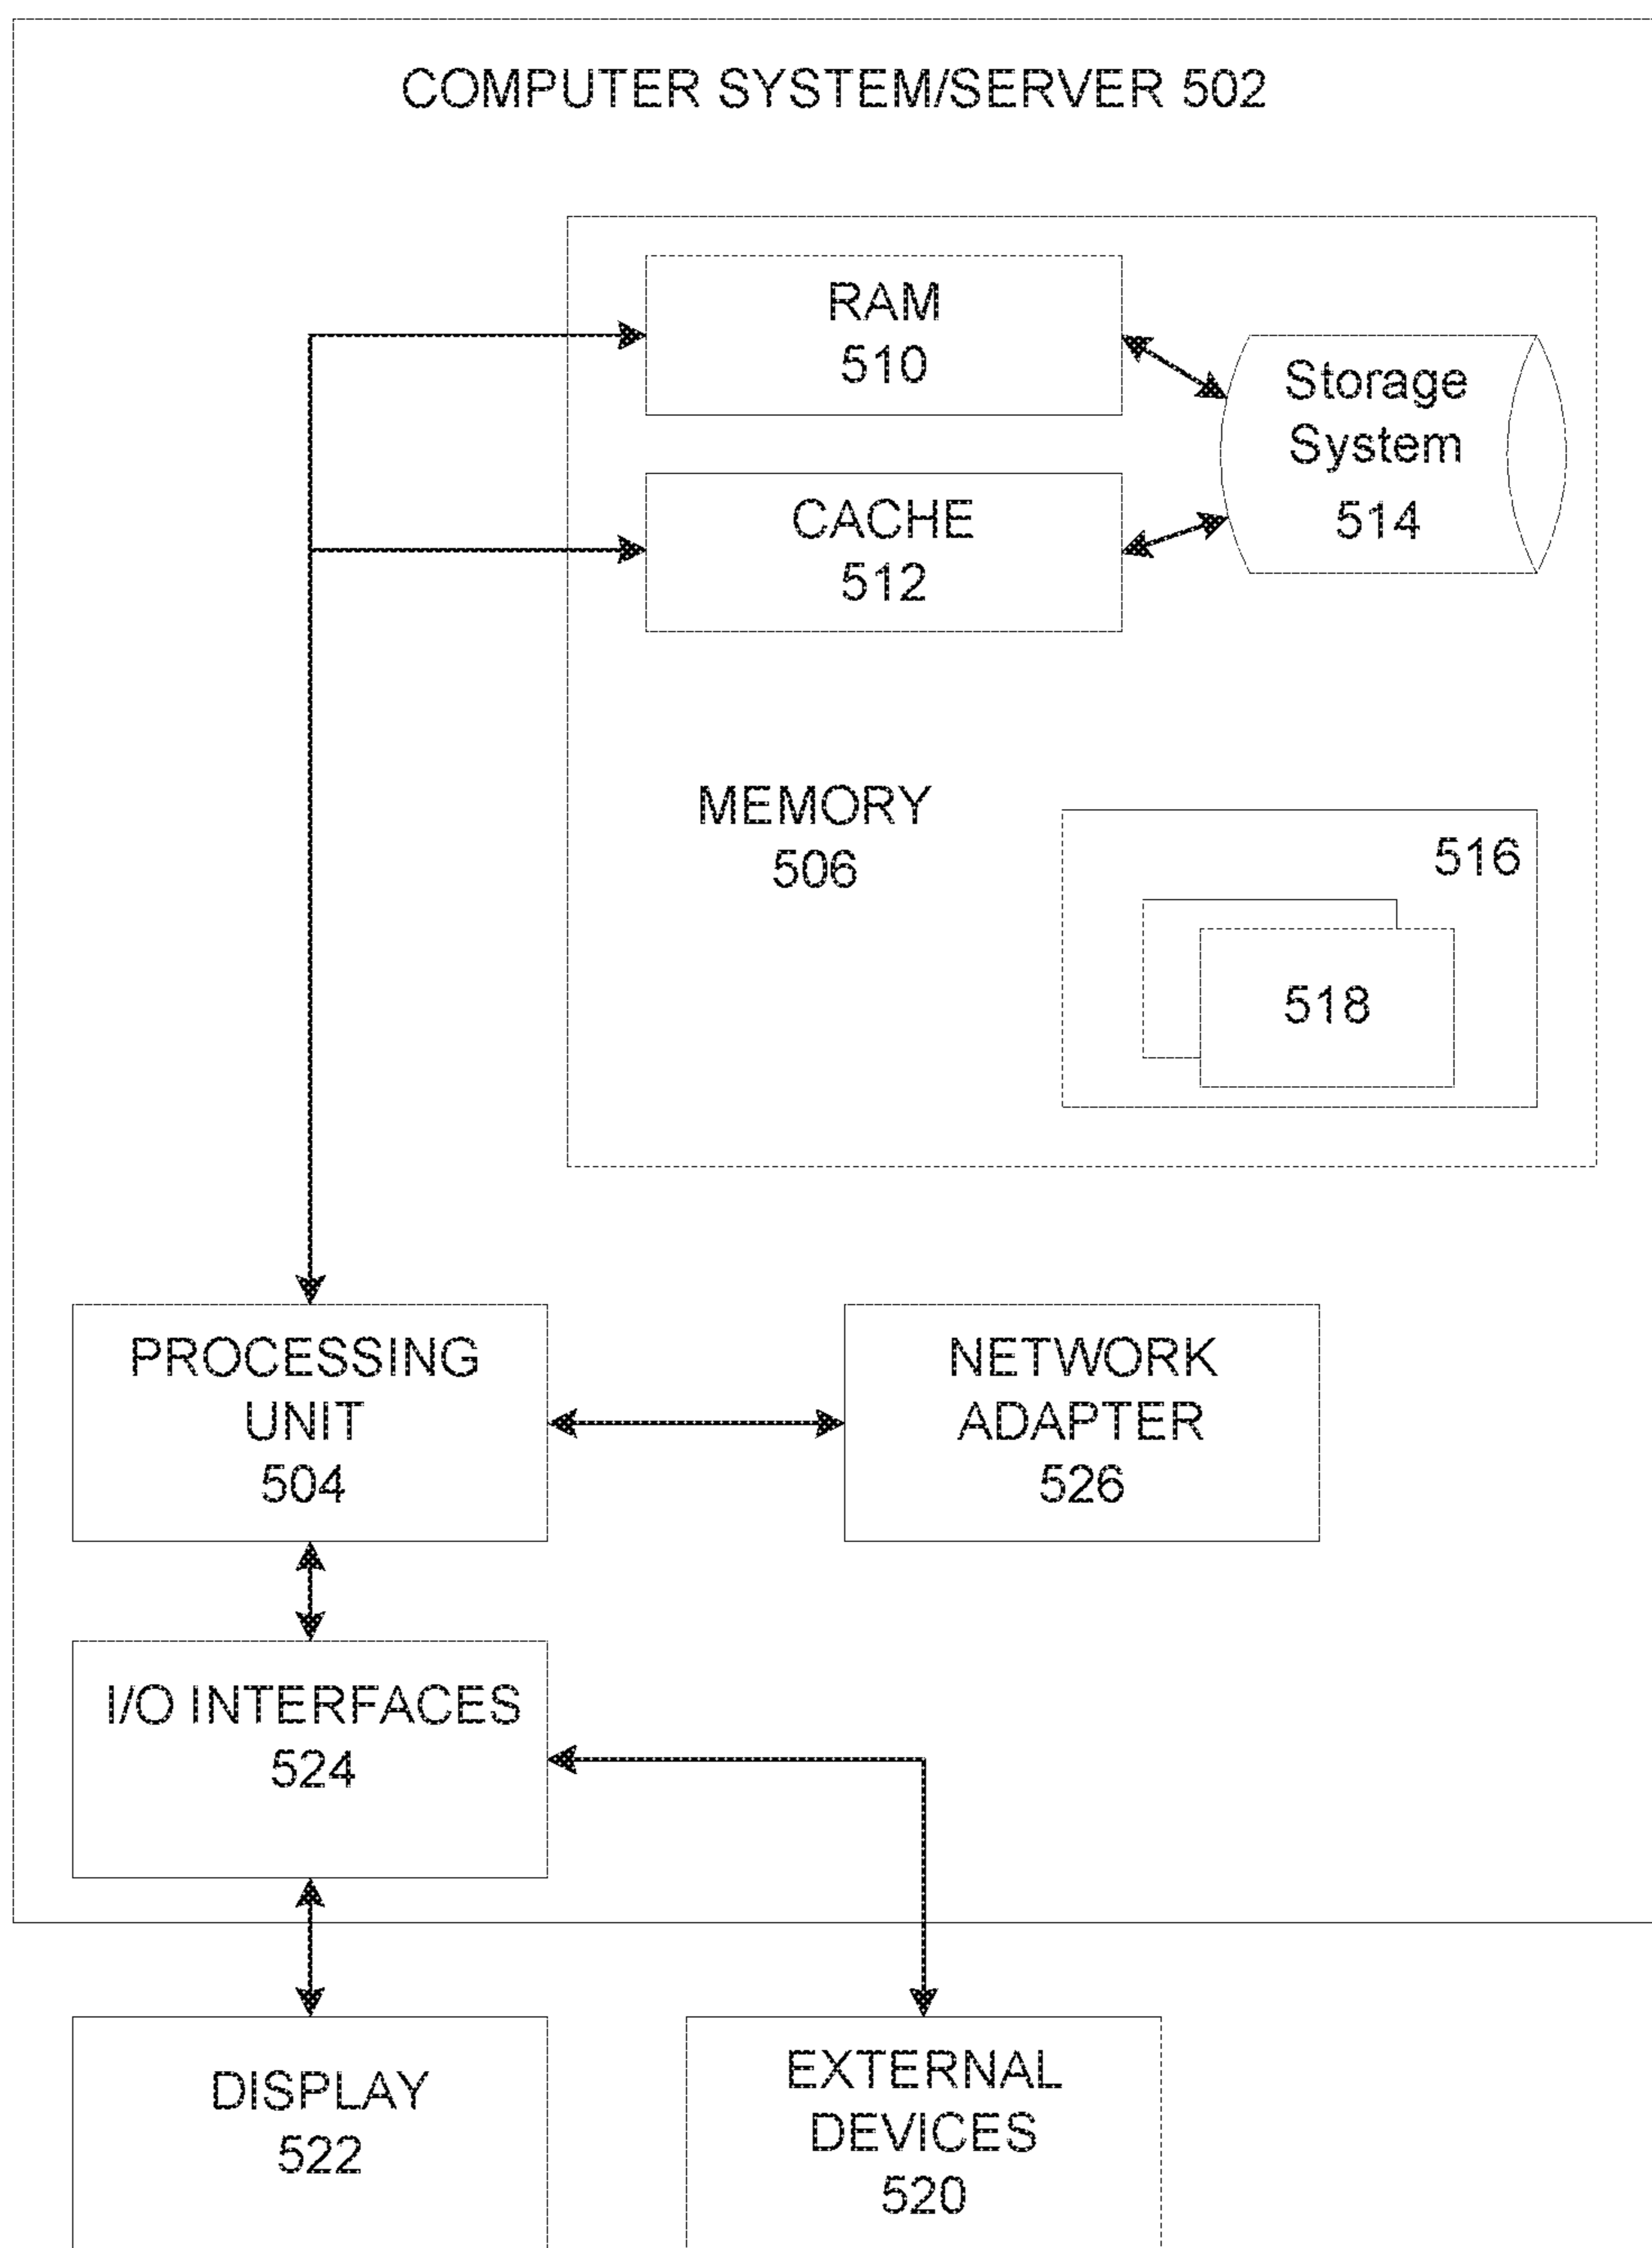 COMPUTER SYSTEM/SERVER 502
RAM
510
Storage
System
514
CACHE
512
MEMORY
506
516
518
PROCESSING
UNIT
504
NETWORK
ADAPTER
526
I/O INTERFACES
524
DISPLAY
522
EXTERNAL
DEVICES
520